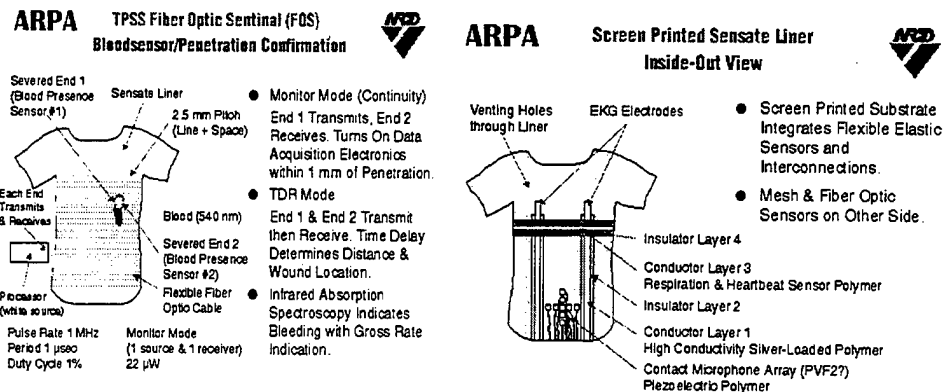 ARPA
TPSS Fiber Optic Sentinal (FOS)
Bloodsensor/Penetration Confirmation
NRaD
Severed End 1
(Blood Presence
Sensor #1)
Sensate Liner
2.5 mm Pitch
(Line + Space)
Each End
Transmits
& Receives
Blood (540 nm)
Severed End 2
(Blood Presence
Sensor #2)
Flexible Fiber
Optic Cable
Processor
(white source)
Pulse Rate 1 MHz
Period 1 µsec
Duty Cycle 1%
Monitor Mode
(1 source & 1 receiver)
22 µW
● Monitor Mode (Continuity)
End 1 Transmits, End 2
Receives. Turns On Data
Acquisition Electronics
within 1 mm of Penetration.
● TDR Mode
End 1 & End 2 Transmit
then Receive. Time Delay
Determines Distance &
Wound Location.
● Infrared Absorption
Spectroscopy Indicates
Bleeding with Gross Rate
Indication.
ARPA
Screen Printed Sensate Liner
Inside-Out View
NRaD
Venting Holes
through Liner
EKG Electrodes
Insulator Layer 4
Conductor Layer 3
Respiration & Heartbeat Sensor Polymer
Insulator Layer 2
Conductor Layer 1
High Conductivity Silver-Loaded Polymer
Contact Microphone Array (PVF2?)
Piezoelectric Polymer
● Screen Printed Substrate
Integrates Flexible Elastic
Sensors and
Interconnections.
● Mesh & Fiber Optic
Sensors on Other Side.